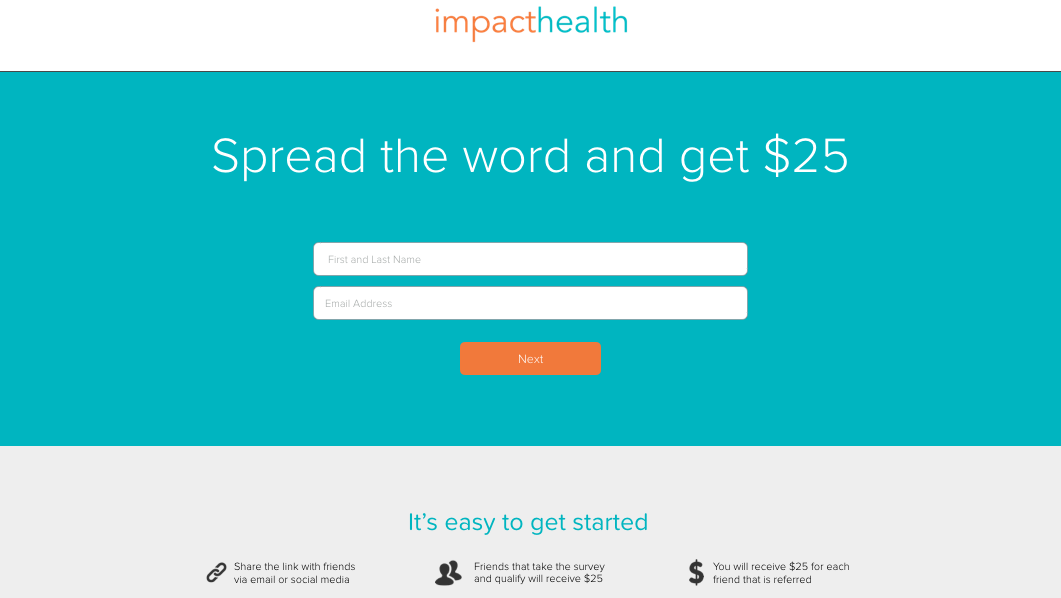 impacthealth
Spread the word and get $25
First and Last Name
Email Address
Next
It’s easy to get started
Share the link with friends
via email or social media
Friends that take the survey
and qualify will receive $25
You will receive $25 for each
friend that is referred